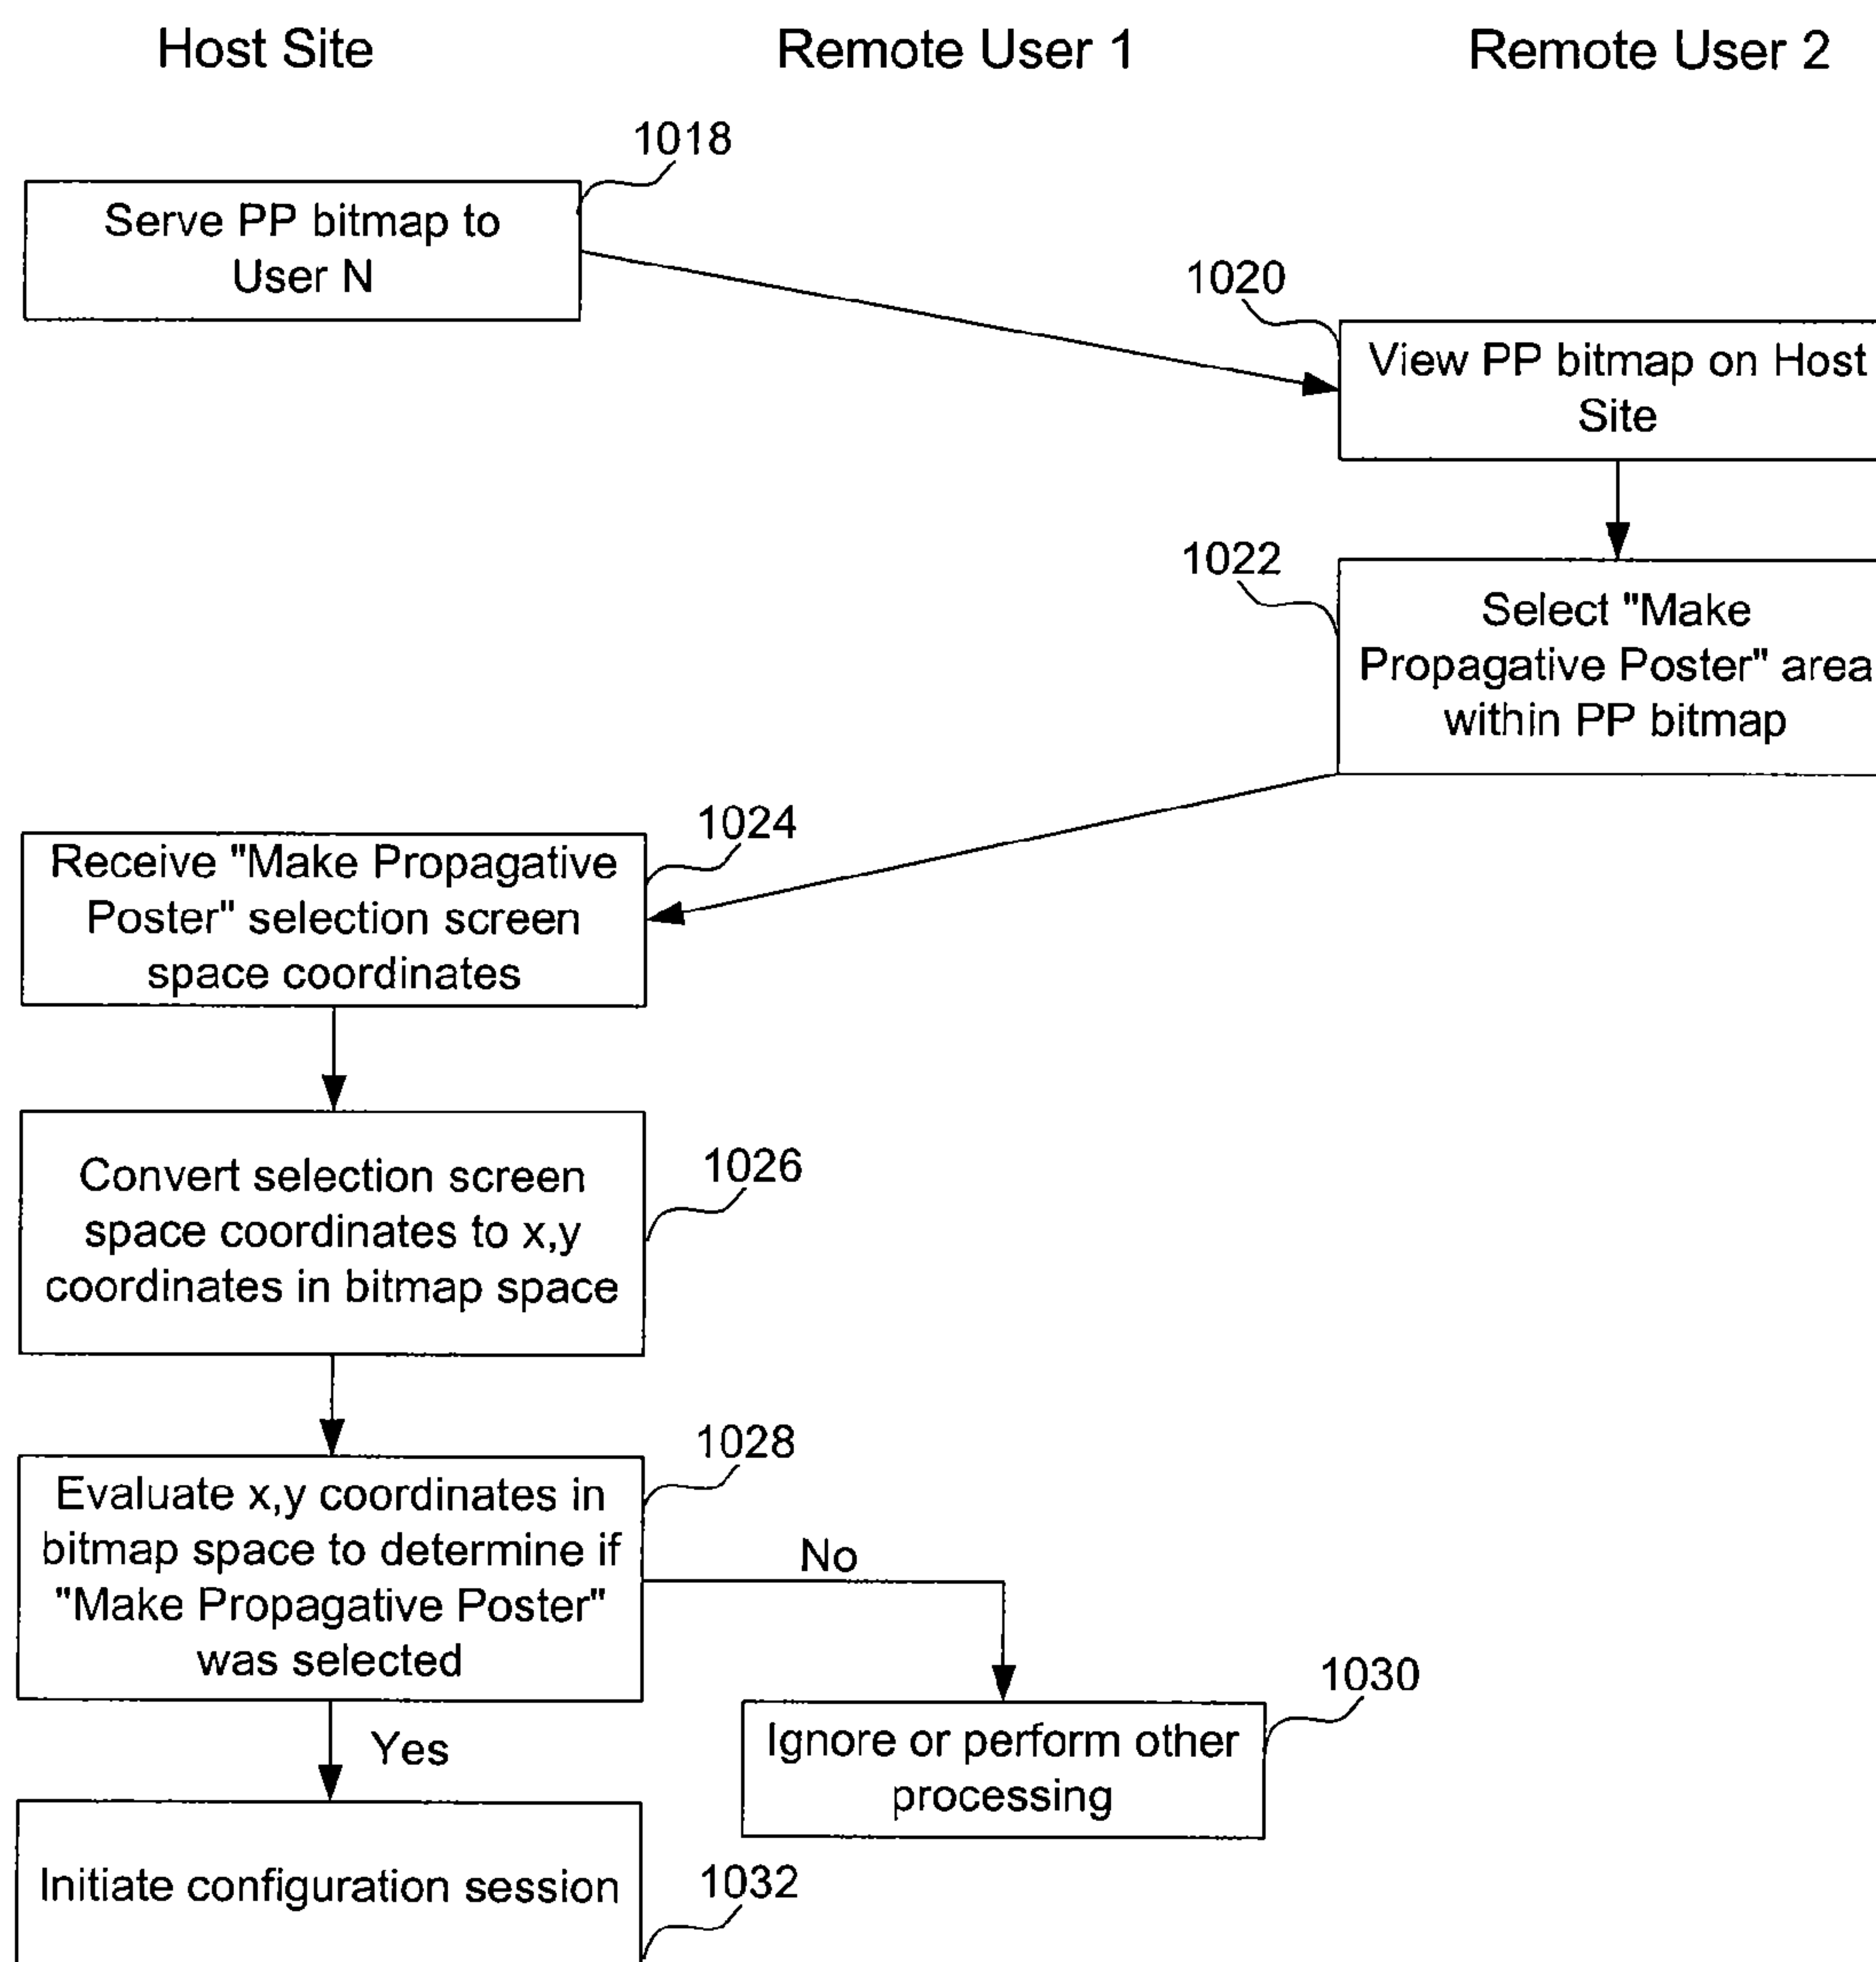 Host Site
Remote User 1
Remote User 2
1018
Serve PP bitmap to
User N
1020
View PP bitmap on Host
Site
1022
Select "Make
Propagative Poster" area
within PP bitmap
1024
Receive "Make Propagative
Poster" selection screen
space coordinates
1026
Convert selection screen
space coordinates to x,y
coordinates in bitmap space
1028
Evaluate x,y coordinates in
bitmap space to determine if
"Make Propagative Poster"
was selected
No
1030
Ignore or perform other
processing
Yes
Initiate configuration session
1032